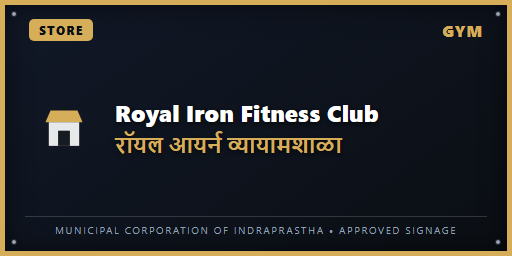 STORE
GYM
Royal Iron Fitness Club
रॉयल आयर्न व्यायामशाळा
MUNICIPAL CORPORATION OF INDRAPRASTHA • APPROVED SIGNAGE